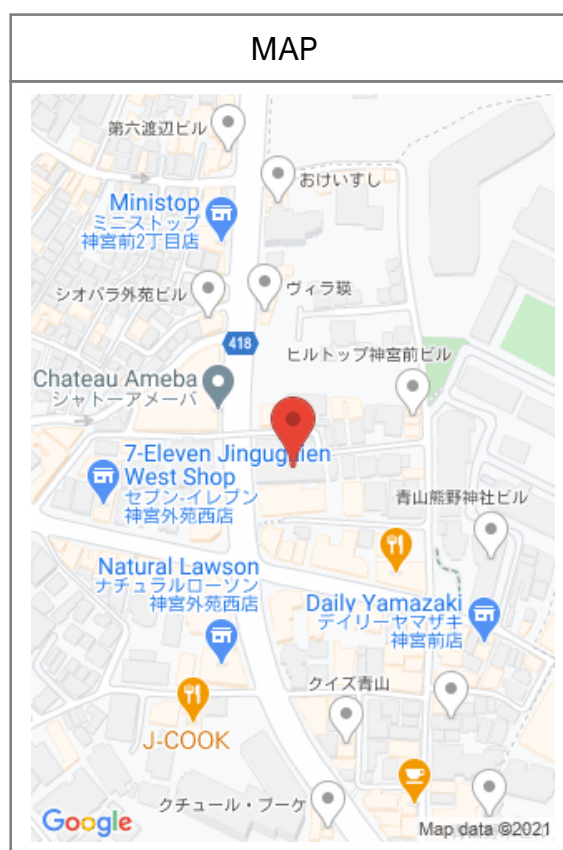 MAP
第六渡辺ビル
おけいすし
Ministop
ミニストップ
神宮前2丁目店
シオバラ外苑ビル
ヴィラ瑛
418
ヒルトップ神宮前ビル
Chateau Ameba
シャトーアメーバ
7-Eleven Jingugaien
West Shop
セブン-イレブン
神宮外苑西店
青山熊野神社ビル
Natural Lawson
ナチュラルローソン
神宮外苑西店
Daily Yamazaki
デイリーヤマザキ
神宮前店
クイズ青山
J-COOK
クチュール・ブーケ
Google
Map data ©2021